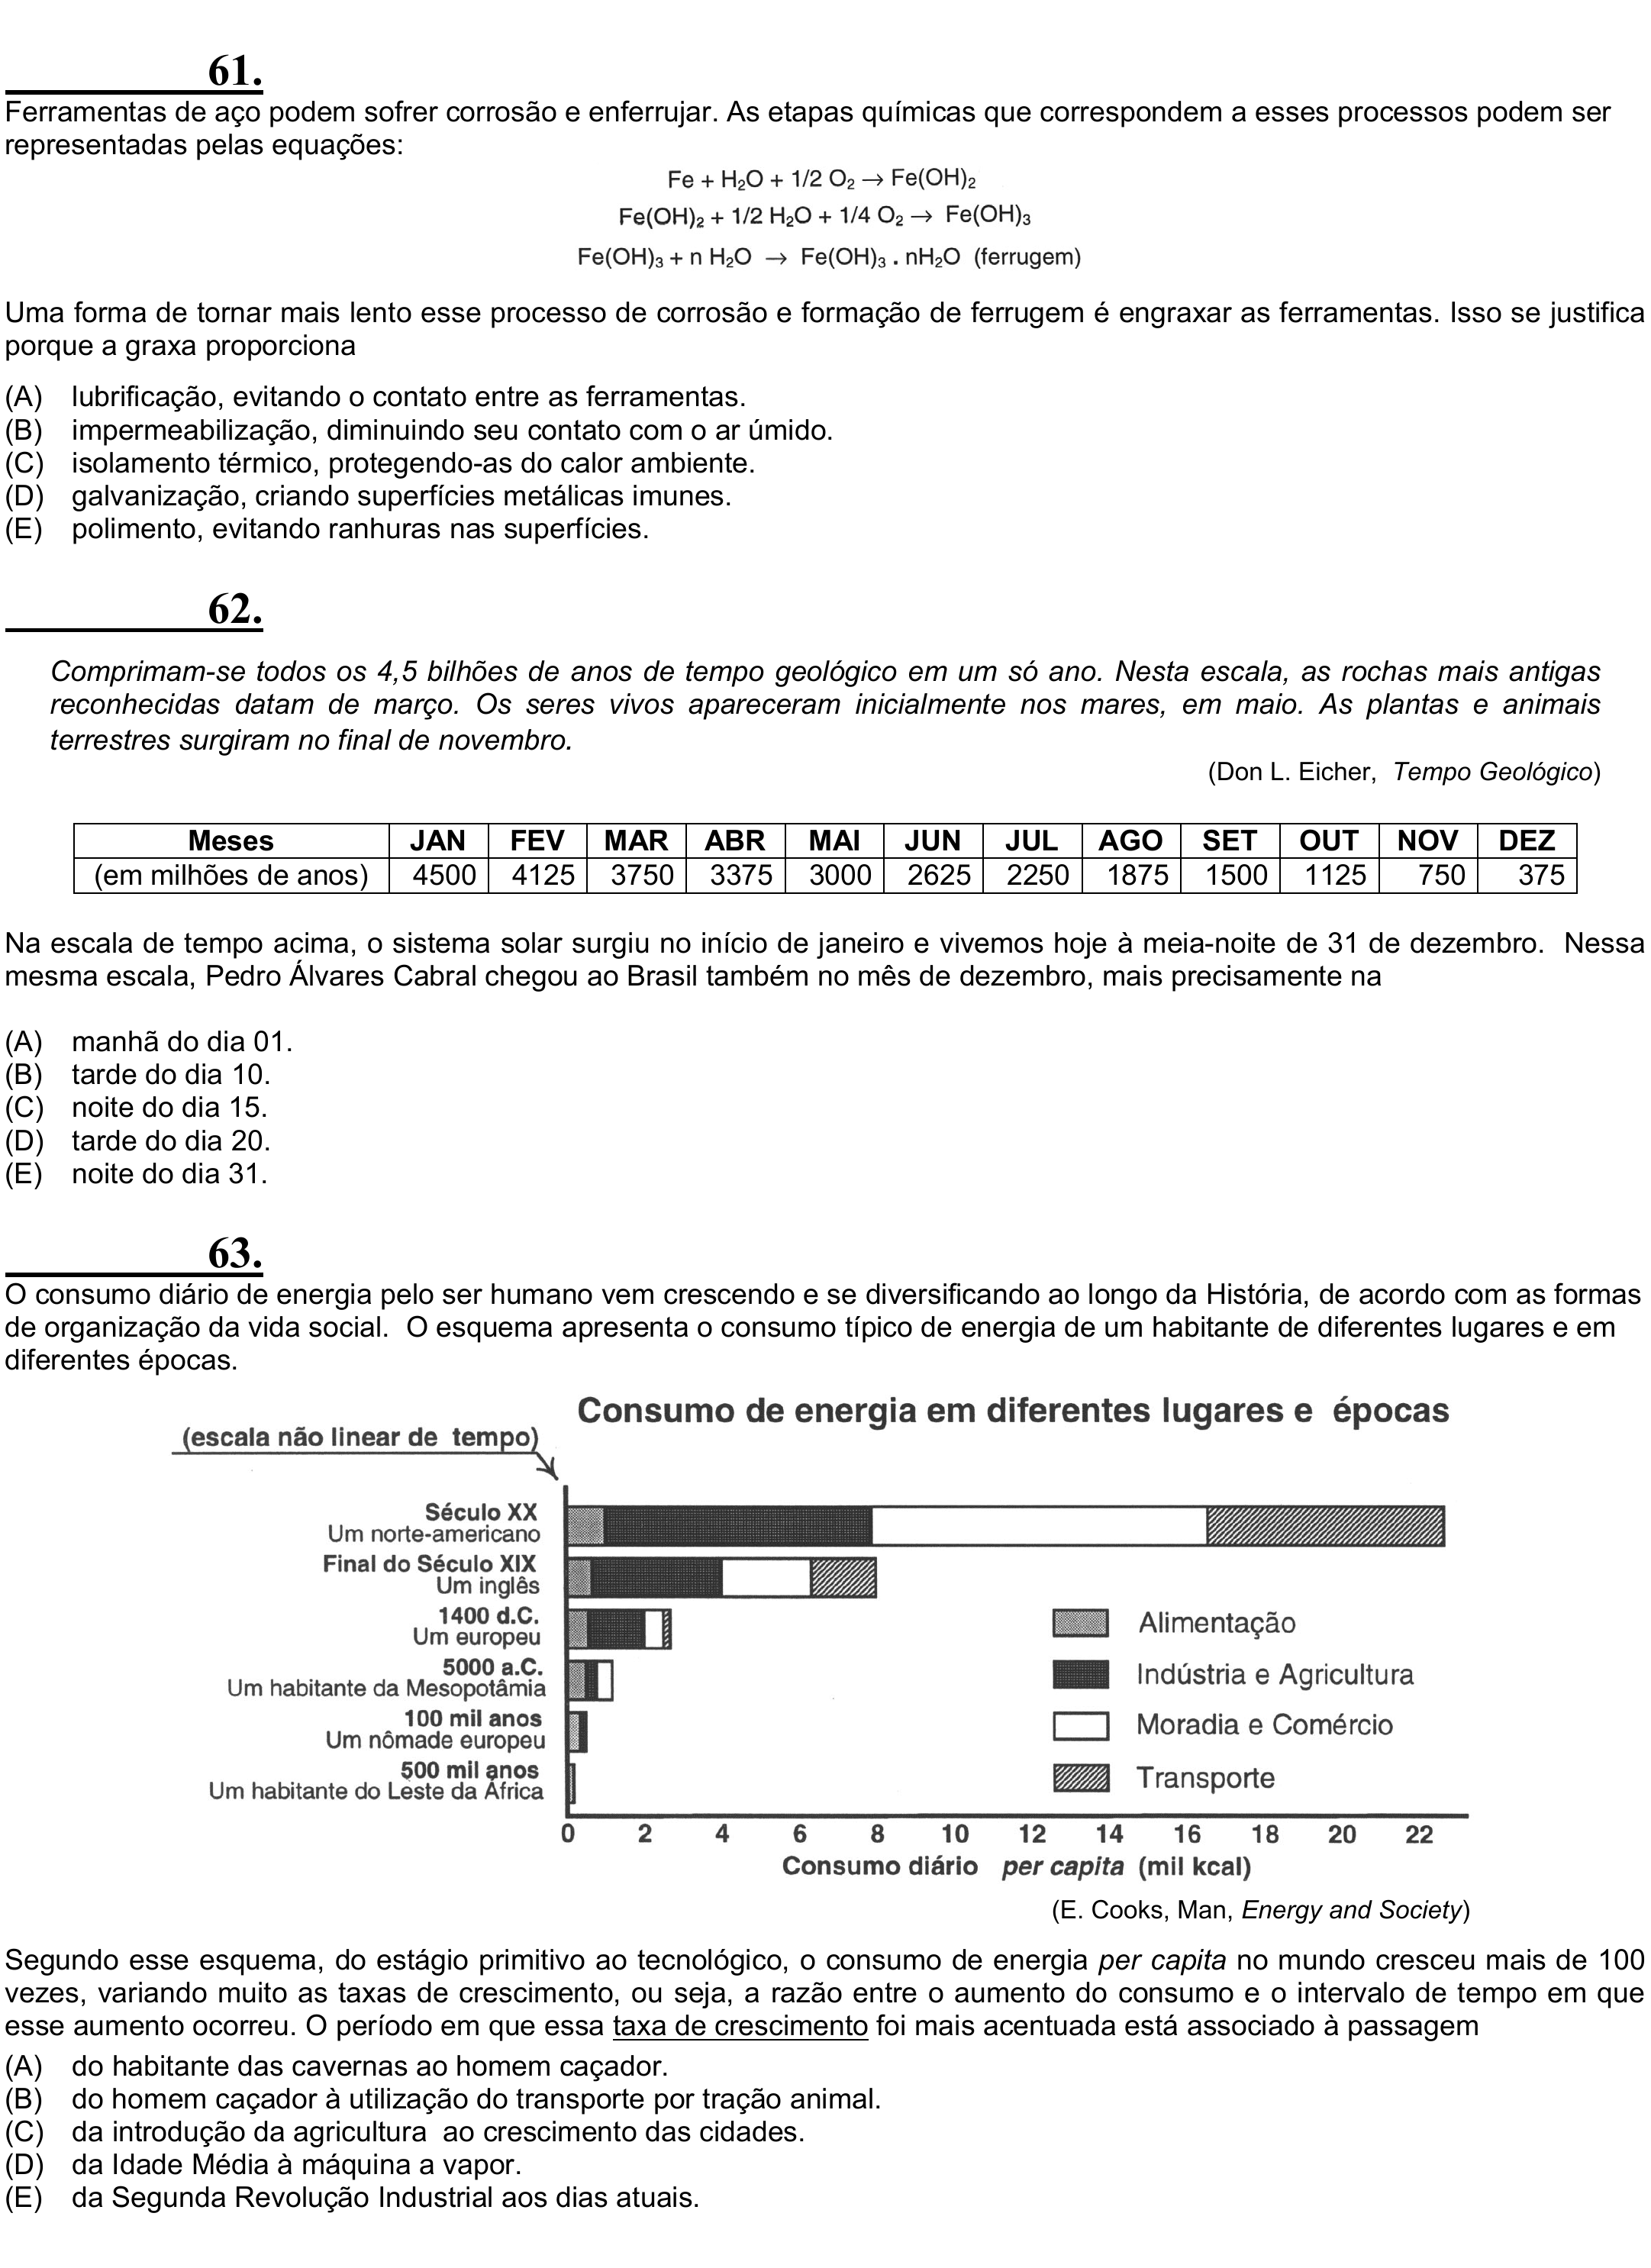 61.
Ferramentas de aço podem sofrer corrosão e enferrujar. As etapas químicas que correspondem a esses processos podem ser
representadas pelas equações:
Fe + H₂O + 1/2 O₂ → Fe(OH)₂
Fe(OH)₂ + 1/2 H₂O + 1/4 O₂ → Fe(OH)₃
Fe(OH)₃ + n H₂O → Fe(OH)₃ . nH₂O (ferrugem)
Uma forma de tornar mais lento esse processo de corrosão e formação de ferrugem é engraxar as ferramentas. Isso se justifica
porque a graxa proporciona
(A) lubrificação, evitando o contato entre as ferramentas.
(B) impermeabilização, diminuindo seu contato com o ar úmido.
(C) isolamento térmico, protegendo-as do calor ambiente.
(D) galvanização, criando superfícies metálicas imunes.
(E) polimento, evitando ranhuras nas superfícies.
62.
Comprimam-se todos os 4,5 bilhões de anos de tempo geológico em um só ano. Nesta escala, as rochas mais antigas
reconhecidas datam de março. Os seres vivos apareceram inicialmente nos mares, em maio. As plantas e animais
terrestres surgiram no final de novembro.
(Don L. Eicher, Tempo Geológico)
Meses JAN FEV MAR ABR MAI JUN JUL AGO SET OUT NOV DEZ
(em milhões de anos) 4500 4125 3750 3375 3000 2625 2250 1875 1500 1125 750 375
Na escala de tempo acima, o sistema solar surgiu no início de janeiro e vivemos hoje à meia-noite de 31 de dezembro. Nessa
mesma escala, Pedro Álvares Cabral chegou ao Brasil também no mês de dezembro, mais precisamente na
(A) manhã do dia 01.
(B) tarde do dia 10.
(C) noite do dia 15.
(D) tarde do dia 20.
(E) noite do dia 31.
63.
O consumo diário de energia pelo ser humano vem crescendo e se diversificando ao longo da História, de acordo com as formas
de organização da vida social. O esquema apresenta o consumo típico de energia de um habitante de diferentes lugares e em
diferentes épocas.
Consumo de energia em diferentes lugares e épocas
(escala não linear de tempo)
Século XX
Um norte-americano
Final do Século XIX
Um inglês
1400 d.C.
Um europeu
5000 a.C.
Um habitante da Mesopotâmia
100 mil anos
Um nômade europeu
500 mil anos
Um habitante do Leste da África
Alimentação
Indústria e Agricultura
Moradia e Comércio
Transporte
0 2 4 6 8 10 12 14 16 18 20 22
Consumo diário per capita (mil kcal)
(E. Cooks, Man, Energy and Society)
Segundo esse esquema, do estágio primitivo ao tecnológico, o consumo de energia per capita no mundo cresceu mais de 100
vezes, variando muito as taxas de crescimento, ou seja, a razão entre o aumento do consumo e o intervalo de tempo em que
esse aumento ocorreu. O período em que essa taxa de crescimento foi mais acentuada está associado à passagem
(A) do habitante das cavernas ao homem caçador.
(B) do homem caçador à utilização do transporte por tração animal.
(C) da introdução da agricultura ao crescimento das cidades.
(D) da Idade Média à máquina a vapor.
(E) da Segunda Revolução Industrial aos dias atuais.